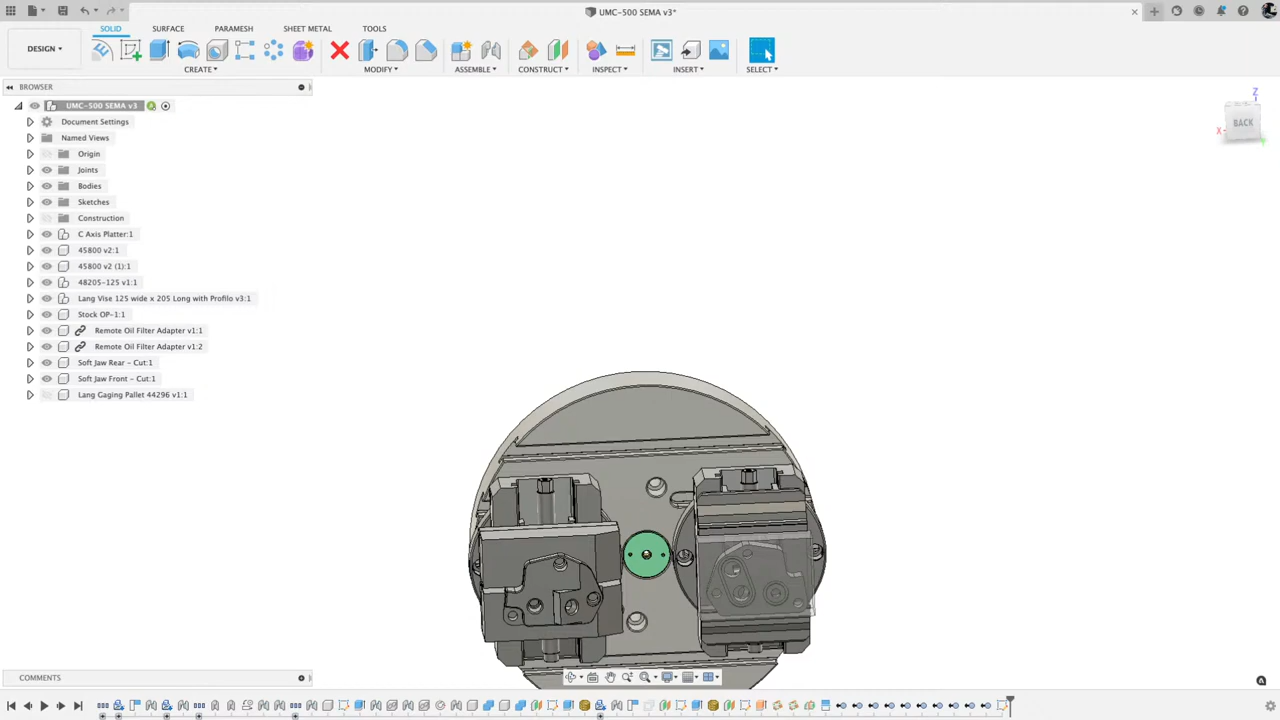 UMC-500 SEMA v3*
SOLID
SURFACE
PARAMESH
SHEET METAL
TOOLS
DESIGN
CREATE
MODIFY
ASSEMBLE
CONSTRUCT
INSPECT
INSERT
SELECT
BROWSER
UMC-500 SEMA v3
Document Settings
Named Views
Origin
Joints
Bodies
Sketches
Construction
C Axis Platter:1
45800 v2:1
45800 v2 (1):1
48205-125 v1:1
Lang Vise 125 wide x 205 Long with Profilo v3:1
Stock OP-1:1
Remote Oil Filter Adapter v1:1
Remote Oil Filter Adapter v1:2
Soft Jaw Rear - Cut:1
Soft Jaw Front - Cut:1
Lang Gaging Pallet 44296 v1:1
Z
X
BACK
COMMENTS